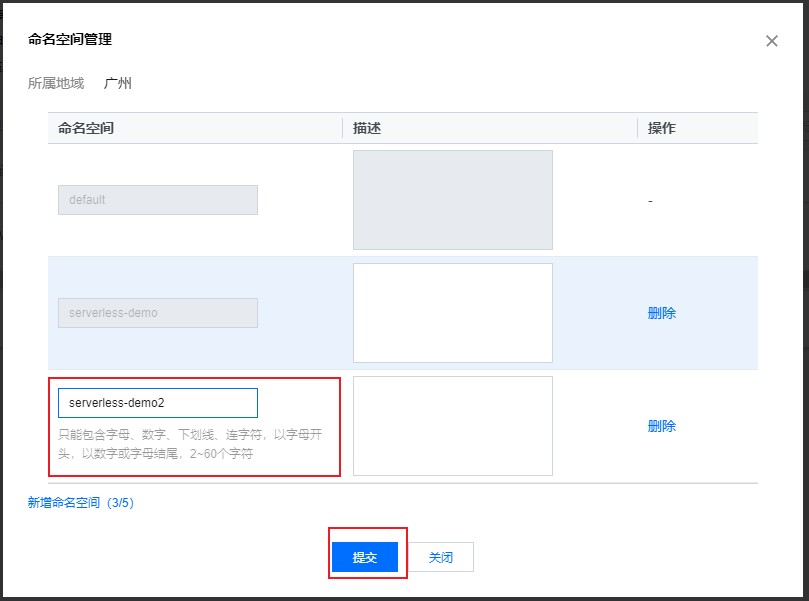 命名空间管理
所属地域 广州
命名空间 描述 操作
default -
serverless-demo 删除
serverless-demo2 删除
只能包含字母、数字、下划线、连字符，以字母开
头，以数字或字母结尾，2~60个字符
新增命名空间（3/5）
提交 关闭